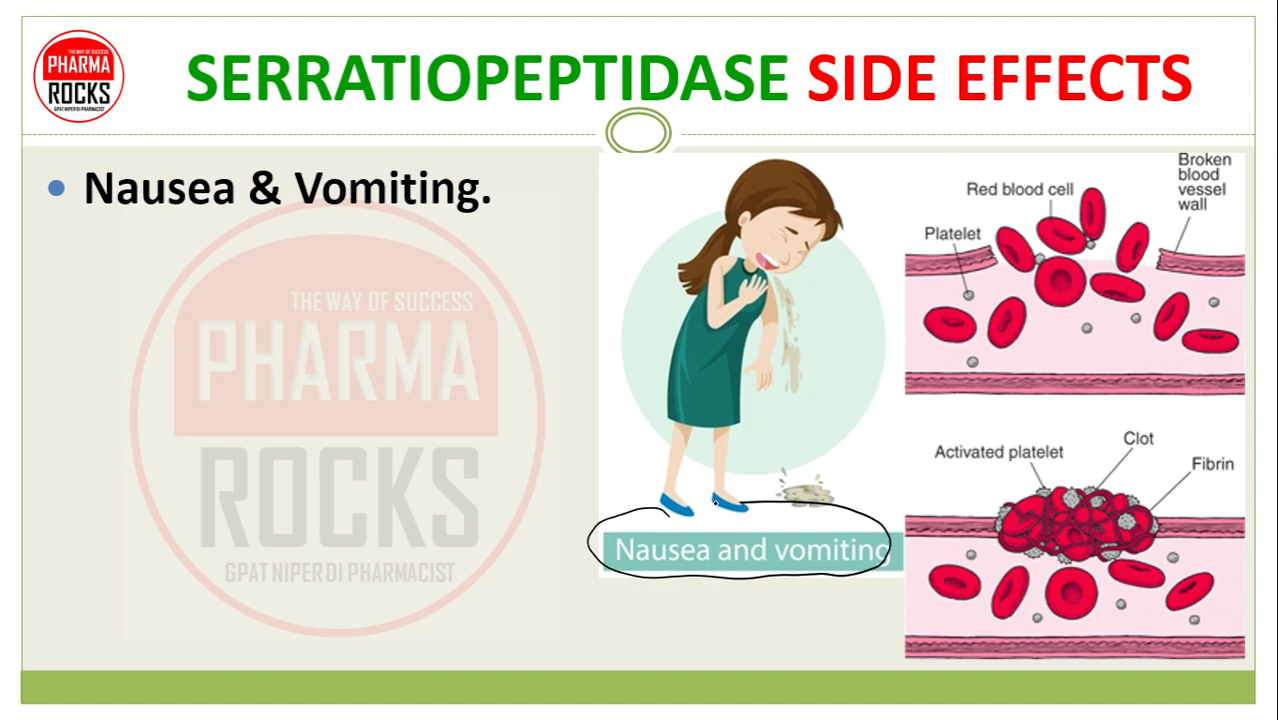 THE WAY OF SUCCESS
PHARMA
ROCKS
GPAT NIPER DI PHARMACIST
SERRATIOPEPTIDASE SIDE EFFECTS
• Nausea & Vomiting.
THE WAY OF SUCCESS
PHARMA
ROCKS
GPAT NIPER DI PHARMACIST
Nausea and vomiting
Broken
blood
vessel
wall
Red blood cell
Platelet
Clot
Activated platelet
Fibrin